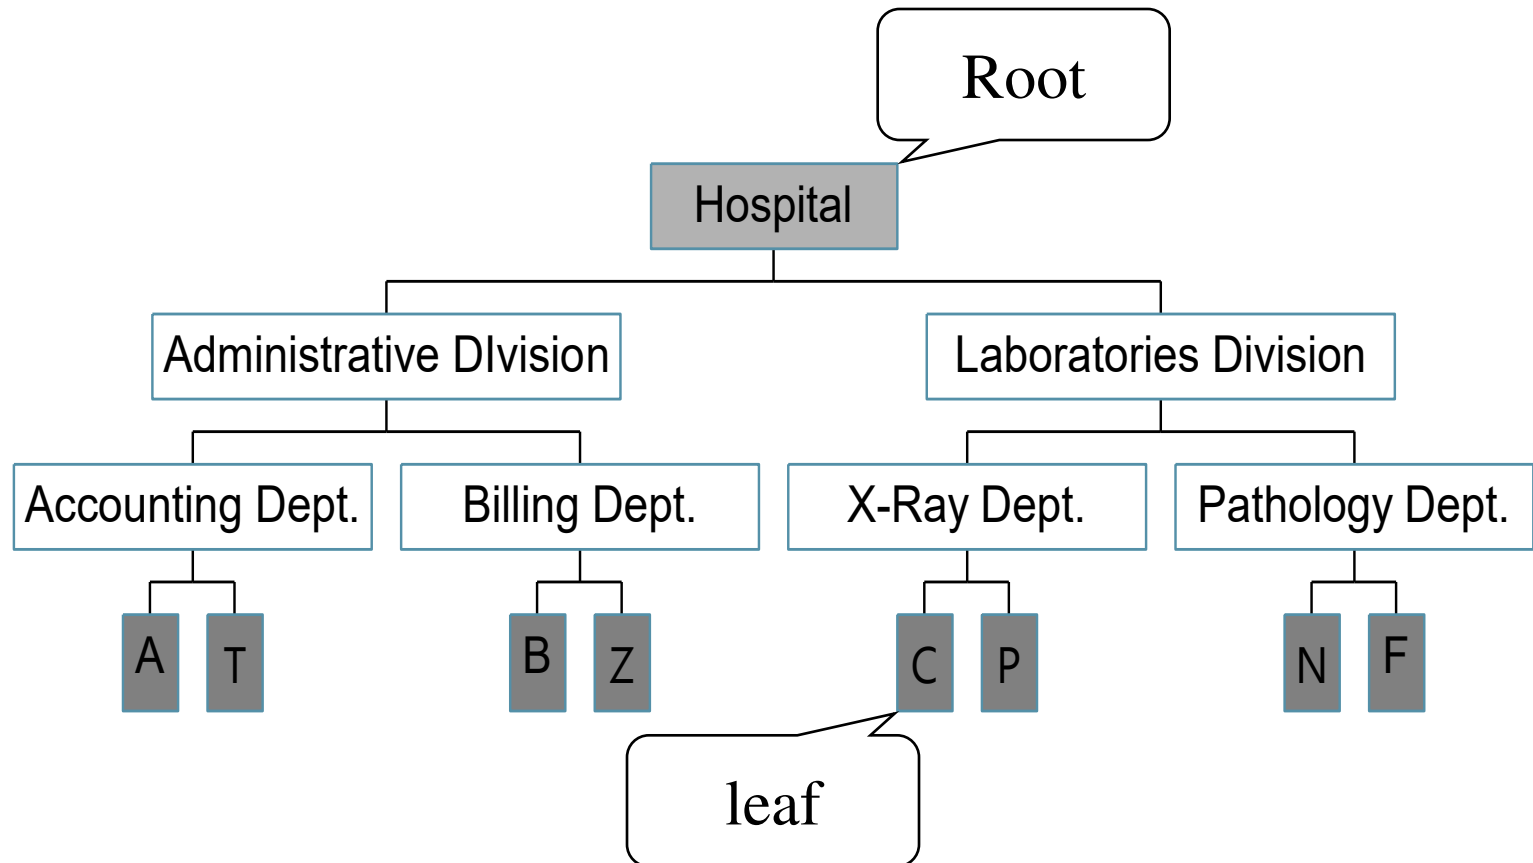 Root
Hospital
Administrative DIvision
Laboratories Division
Accounting Dept.
Billing Dept.
X-Ray Dept.
Pathology Dept.
A
T
B
Z
C
P
N
F
leaf